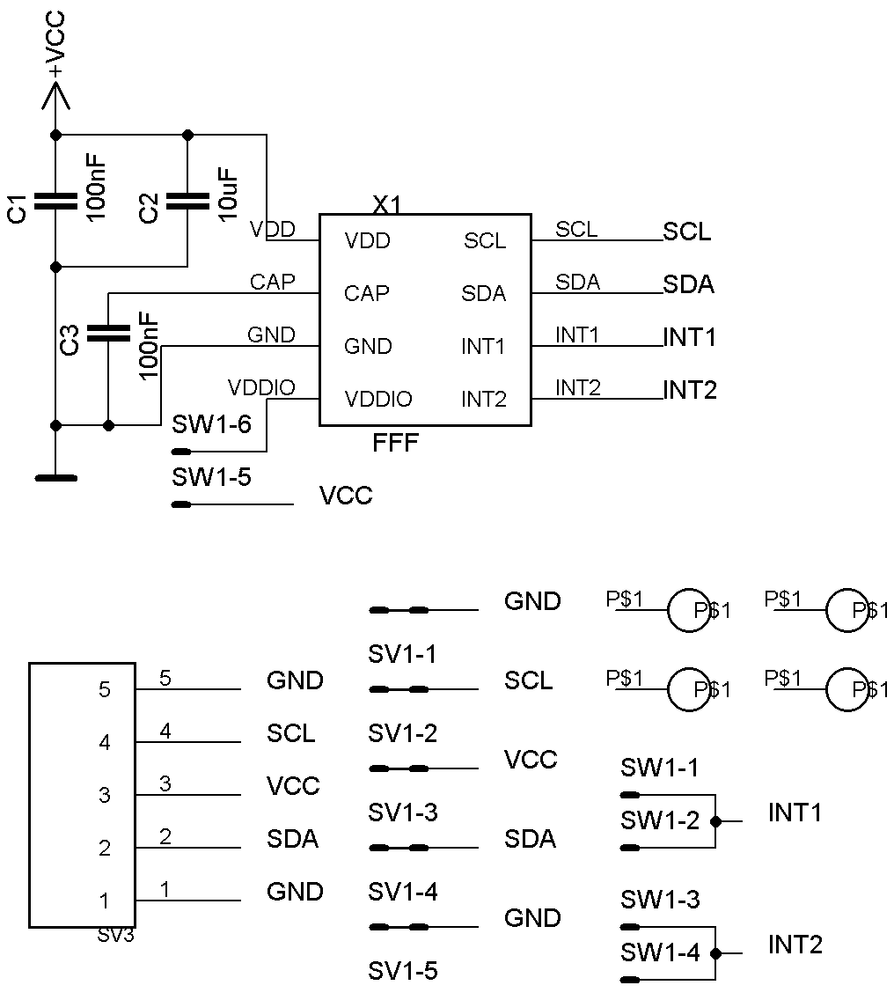 +VCC
C1
100nF
C2
10uF
X1
VDD
VDD
SCL
SCL
SCL
CAP
CAP
SDA
SDA
SDA
C3
100nF
GND
GND
INT1
INT1
INT1
VDDIO
VDDIO
INT2
INT2
INT2
SW1-6
FFF
SW1-5
VCC
GND
P$1
P$1
P$1
P$1
SV1-1
5
5
GND
SCL
P$1
P$1
P$1
P$1
4
4
SCL
SV1-2
VCC
SW1-1
3
3
VCC
SV1-3
SW1-2
INT1
2
2
SDA
SDA
1
1
GND
SV1-4
SW1-3
GND
SV3
SW1-4
INT2
SV1-5